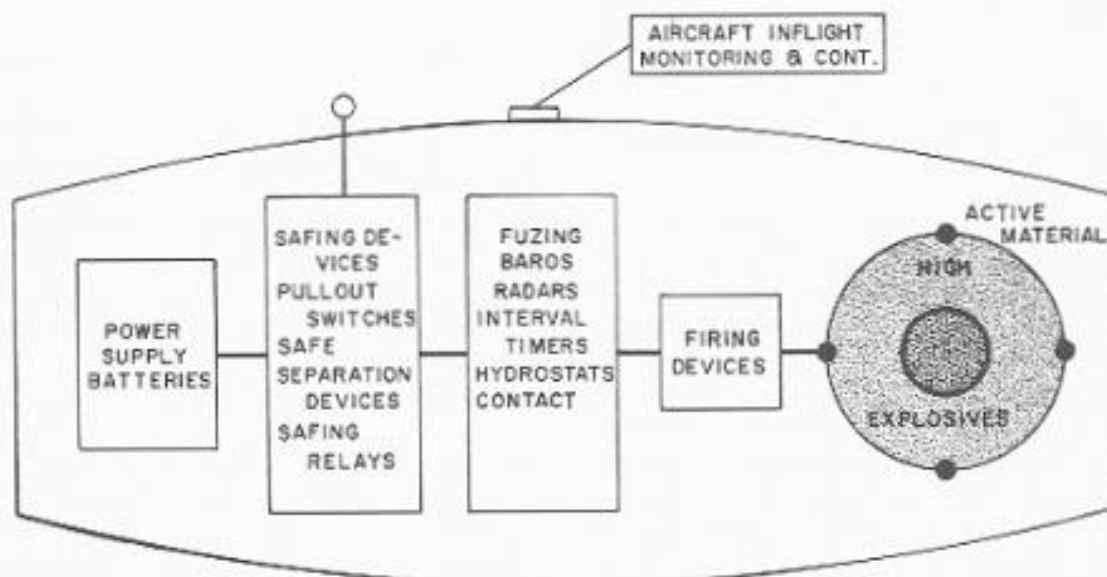 AIRCRAFT INFLIGHT
MONITORING & CONT.
POWER
SUPPLY
BATTERIES
SAFING DE-
VICES
PULLOUT
SWITCHES
SAFE
SEPARATION
DEVICES
SAFING
RELAYS
FUZING
BAROS
RADARS
INTERVAL
TIMERS
HYDROSTATS
CONTACT
FIRING
DEVICES
ACTIVE
MATERIAL
HIGH
EXPLOSIVES